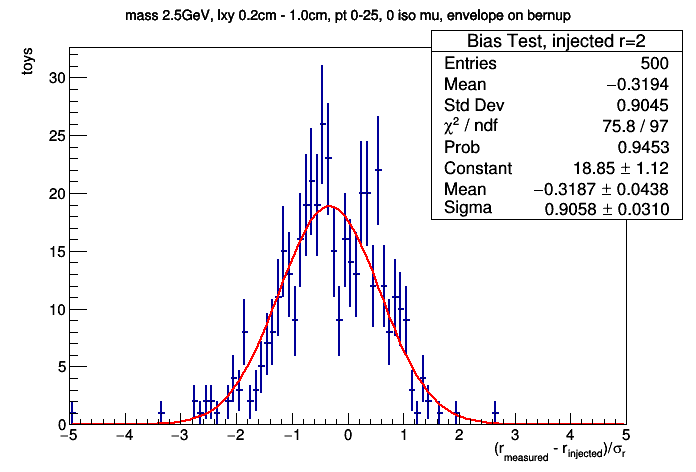 mass 2.5GeV, lxy 0.2cm - 1.0cm, pt 0-25, 0 iso mu, envelope on bernup
toys
Bias Test, injected r=2
Entries 500
Mean −0.3194
Std Dev 0.9045
χ² / ndf 75.8 / 97
Prob 0.9453
Constant 18.85 ± 1.12
Mean −0.3187 ± 0.0438
Sigma 0.9058 ± 0.0310
30
25
20
15
10
5
0
−5 −4 −3 −2 −1 0 1 2 3 4 5
(r_measured - r_injected)/σ_r